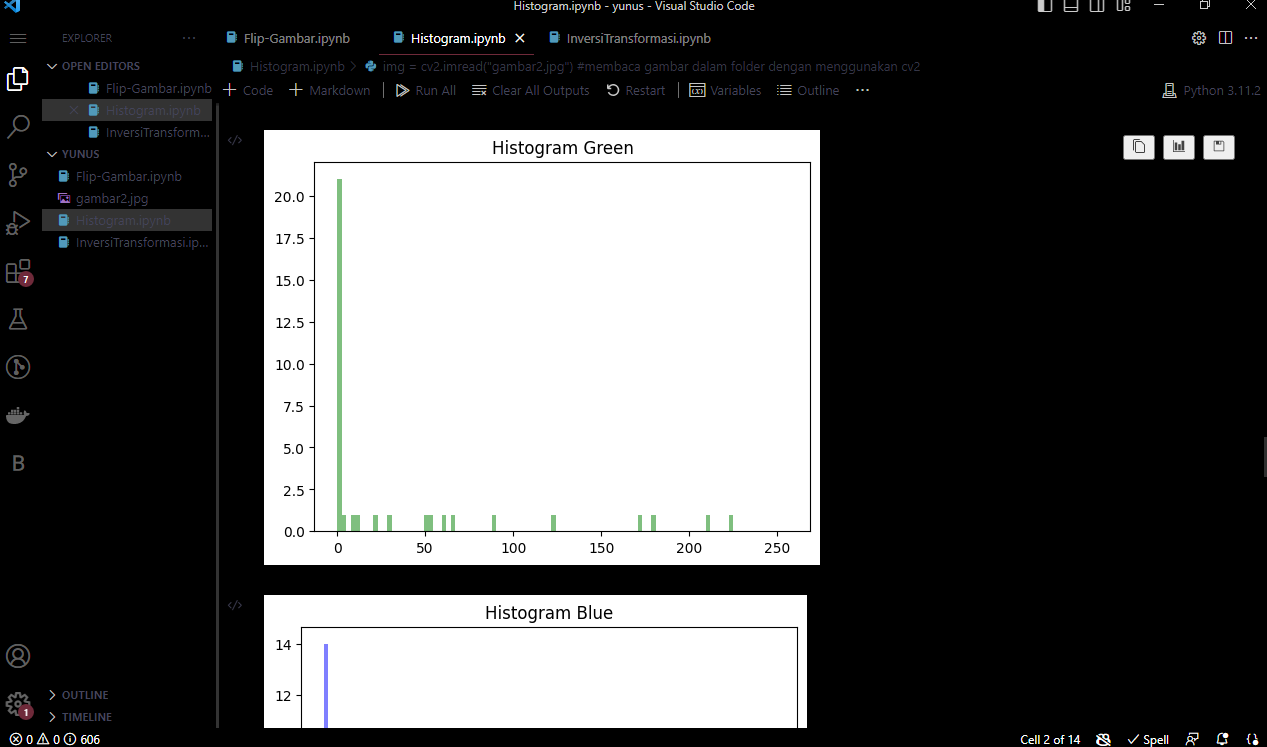 Histogram.ipynb - yunus - Visual Studio Code
EXPLORER
Flip-Gambar.ipynb
Histogram.ipynb
InversiTransformasi.ipynb
OPEN EDITORS
Flip-Gambar.ipynb
Histogram.ipynb
InversiTransform...
YUNUS
Flip-Gambar.ipynb
gambar2.jpg
Histogram.ipynb
InversiTransformasi.ip...
7
B
1
OUTLINE
TIMELINE
Histogram.ipynb > img = cv2.imread("gambar2.jpg") #membaca gambar dalam folder dengan menggunakan cv2
Code
Markdown
Run All
Clear All Outputs
Restart
Variables
Outline
Python 3.11.2
Histogram Green
20.0
17.5
15.0
12.5
10.0
7.5
5.0
2.5
0.0
0 50 100 150 200 250
Histogram Blue
14
12
0 0 606
Cell 2 of 14
Spell